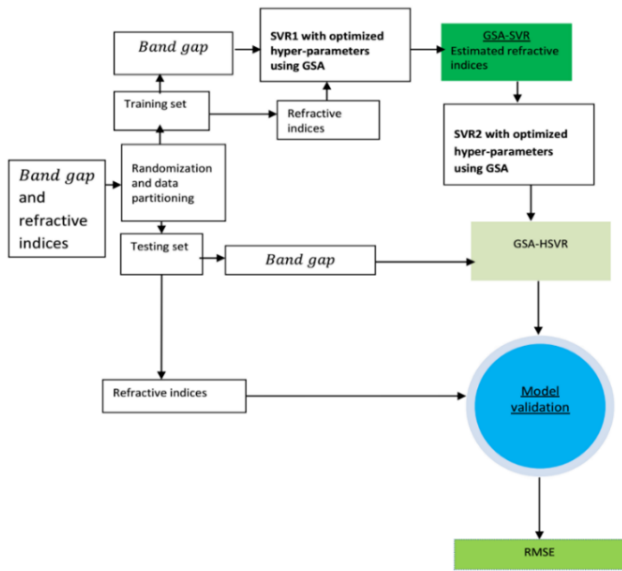 Band gap
SVR1 with optimized
hyper-parameters
using GSA
GSA-SVR
Estimated refractive
indices
Training set
Refractive
indices
SVR2 with optimized
hyper-parameters
using GSA
Band gap
and
refractive
indices
Randomization
and data
partitioning
Testing set
Band gap
GSA-HSVR
Refractive indices
Model
validation
RMSE